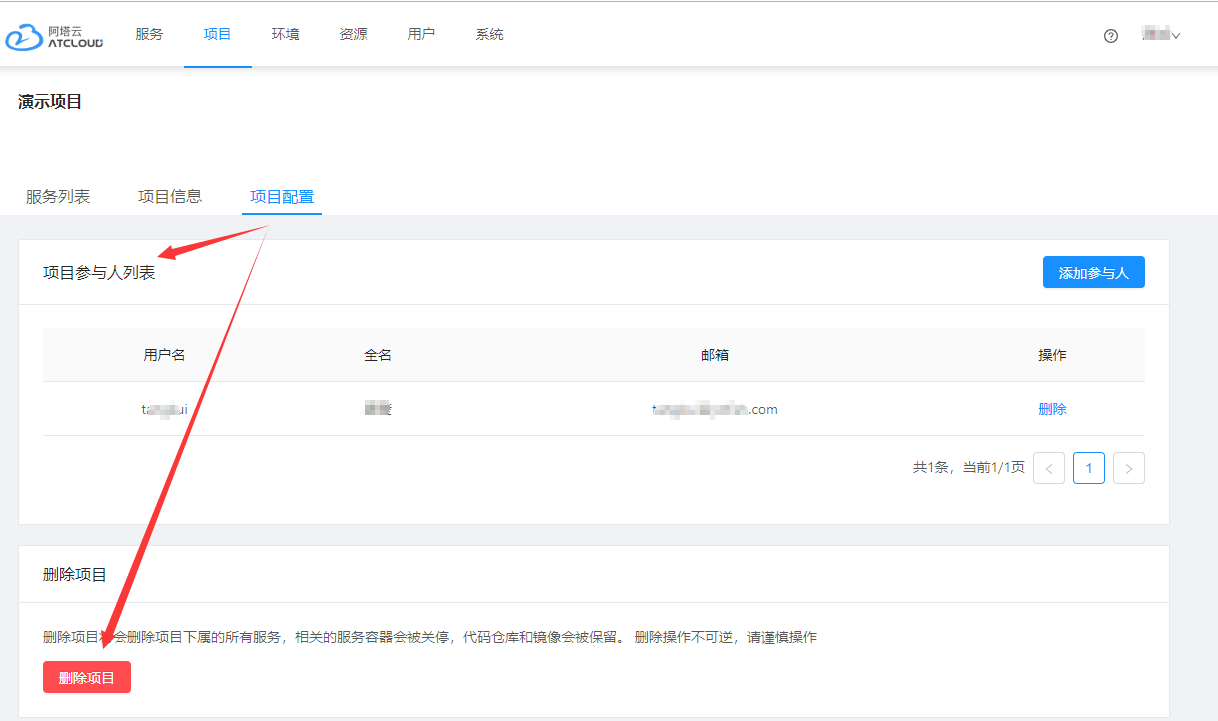 阿塔云
ATCLOUD
服务 项目 环境 资源 用户 系统
演示项目
服务列表 项目信息 项目配置
项目参与人列表 添加参与人
用户名 全名 邮箱 操作
.com 删除
共1条，当前1/1页 < 1 >
删除项目
删除项目 会删除项目下属的所有服务，相关的服务容器会被关停，代码仓库和镜像会被保留。 删除操作不可逆，请谨慎操作
删除项目